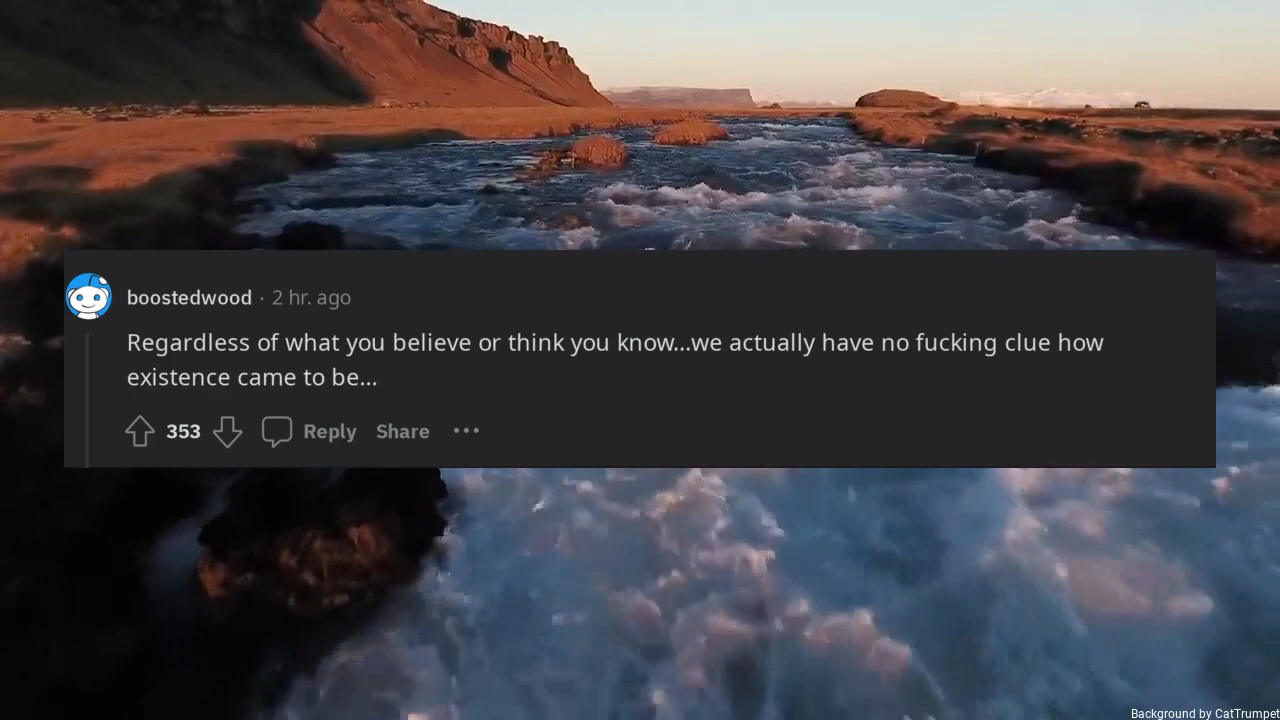 boostedwood · 2 hr. ago
Regardless of what you believe or think you know...we actually have no fucking clue how
existence came to be...
353 Reply Share ...
Background by CatTrumpet